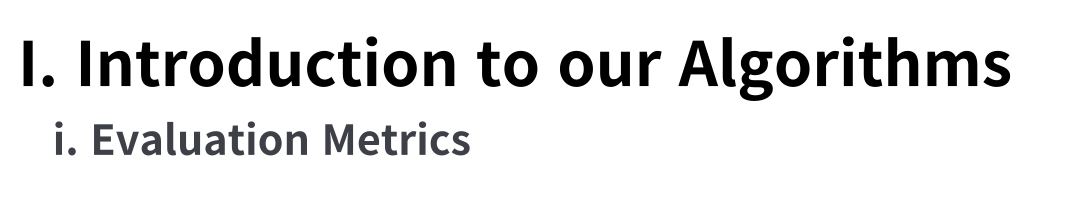 I. Introduction to our Algorithms
i. Evaluation Metrics